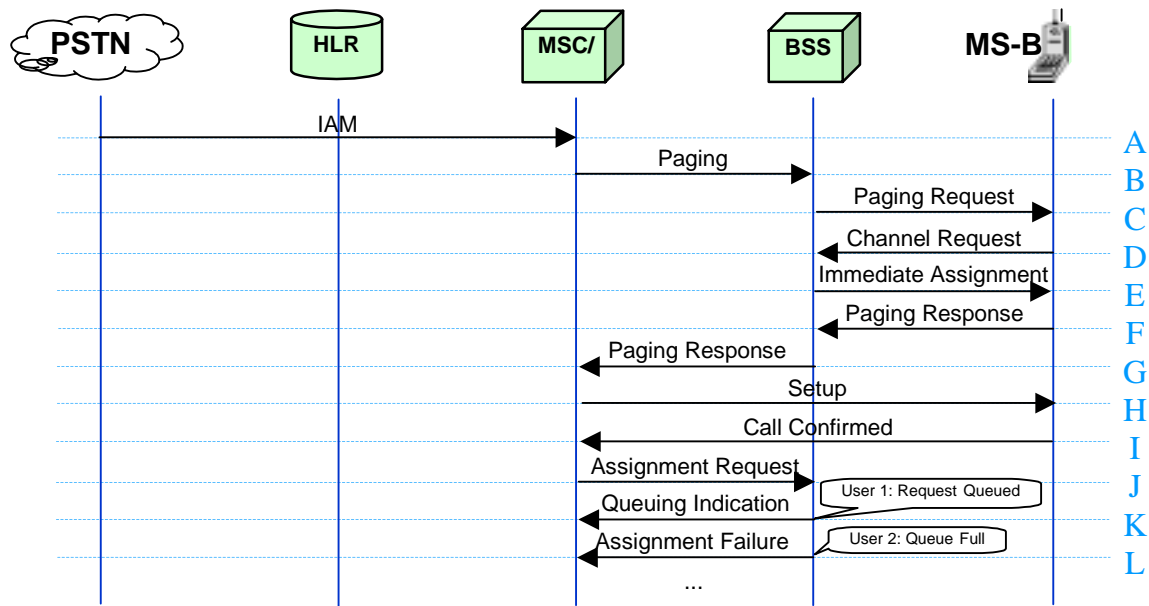 PSTN
HLR
MSC/
BSS
MS-B
IAM
A
Paging
B
Paging Request
C
Channel Request
D
Immediate Assignment
E
Paging Response
F
Paging Response
G
Setup
H
Call Confirmed
I
Assignment Request
J
User 1: Request Queued
Queuing Indication
K
User 2: Queue Full
Assignment Failure
L
...